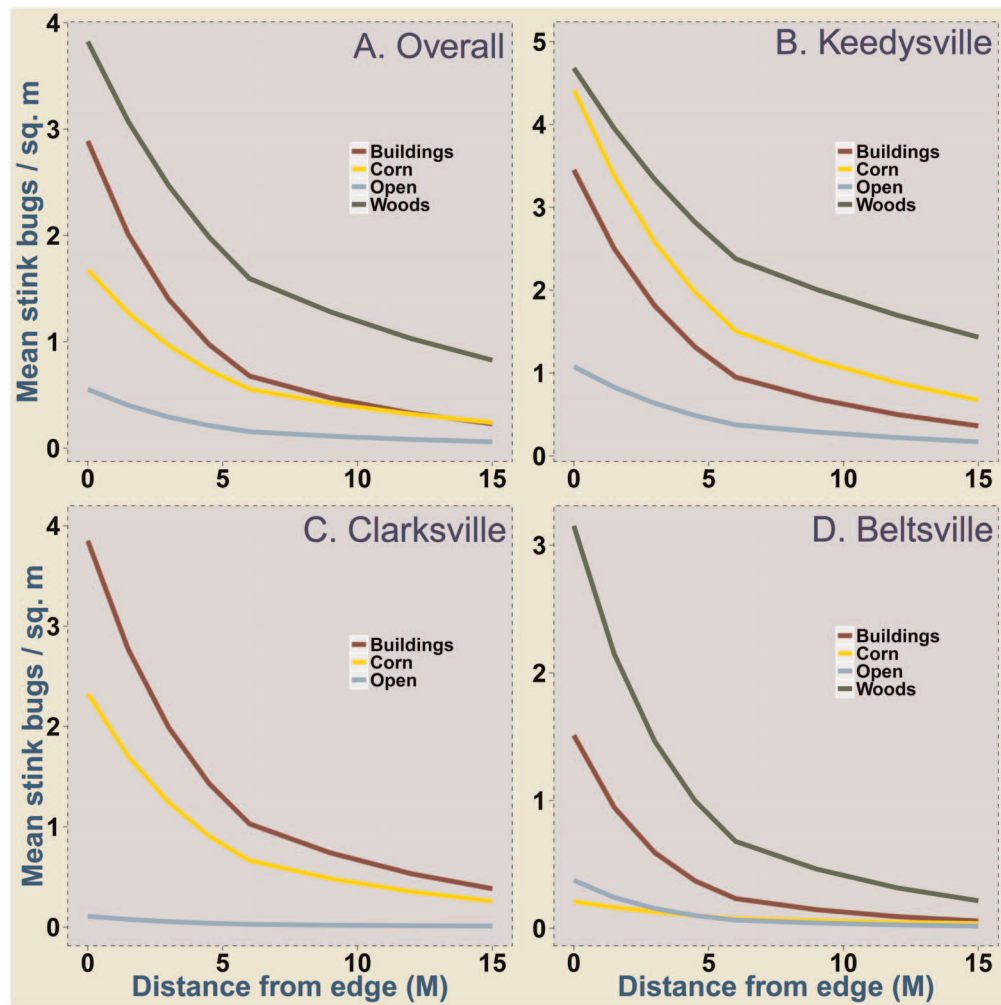 A. Overall
Mean stink bugs / sq. m
4
3
2
1
0
Buildings
Corn
Open
Woods
0 5 10 15
B. Keedysville
5
4
3
2
1
0
Buildings
Corn
Open
Woods
0 5 10 15
C. Clarksville
Mean stink bugs / sq. m
4
3
2
1
0
Buildings
Corn
Open
0 5 10 15
Distance from edge (M)
D. Beltsville
3
2
1
0
Buildings
Corn
Open
Woods
0 5 10 15
Distance from edge (M)